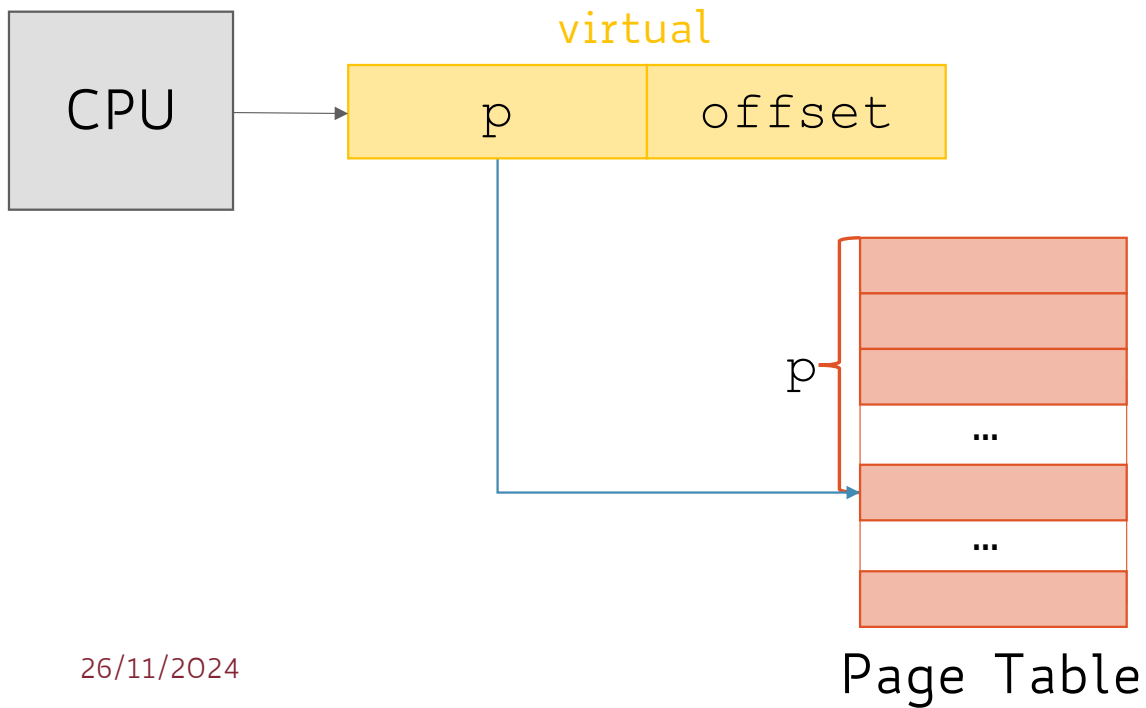 virtual
CPU
p offset
p
…
…
26/11/2024
Page Table